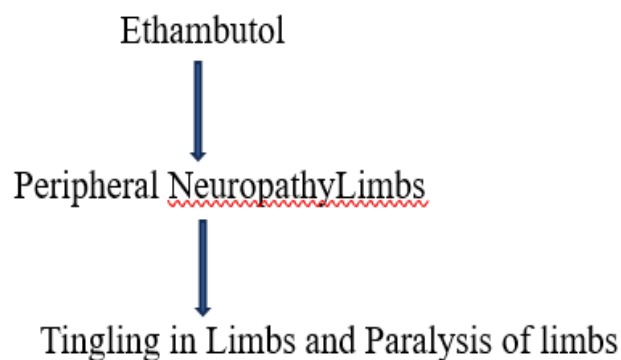 Ethambutol
Peripheral NeuropathyLimbs
Tingling in Limbs and Paralysis of limbs